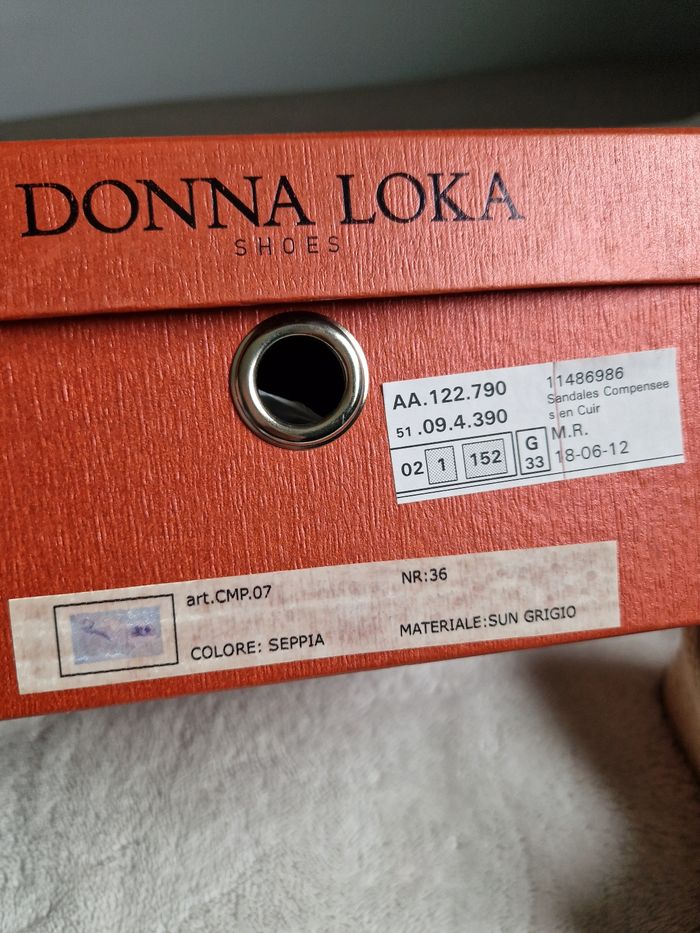 DONNA LOKA
SHOES
AA.122.790
51 .09.4.390
02 1 152 G 33
11486986
Sandales Compensee
s en Cuir
M.R.
18-06-12
art.CMP.07
NR:36
COLORE: SEPPIA
MATERIALE:SUN GRIGIO